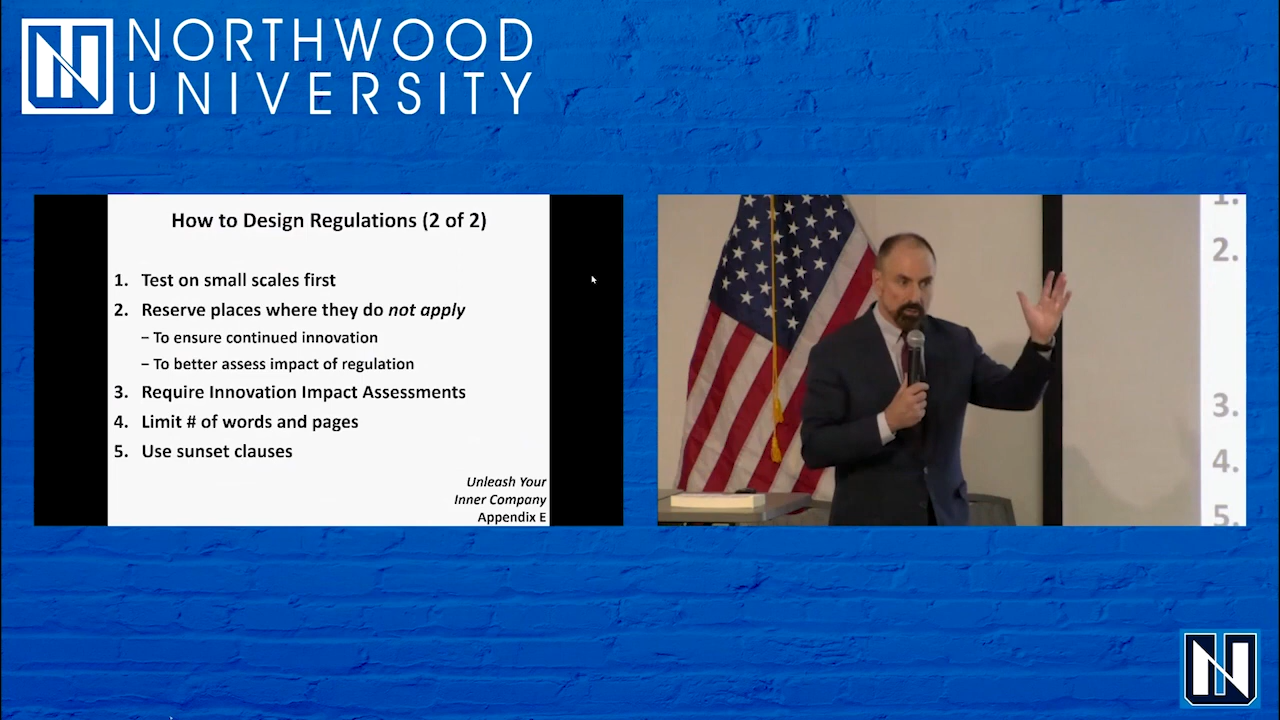 NORTHWOOD
UNIVERSITY
How to Design Regulations (2 of 2)
1. Test on small scales first
2. Reserve places where they do not apply
– To ensure continued innovation
– To better assess impact of regulation
3. Require Innovation Impact Assessments
4. Limit # of words and pages
5. Use sunset clauses
Unleash Your
Inner Company
Appendix E
1.
2.
3.
4.
5.